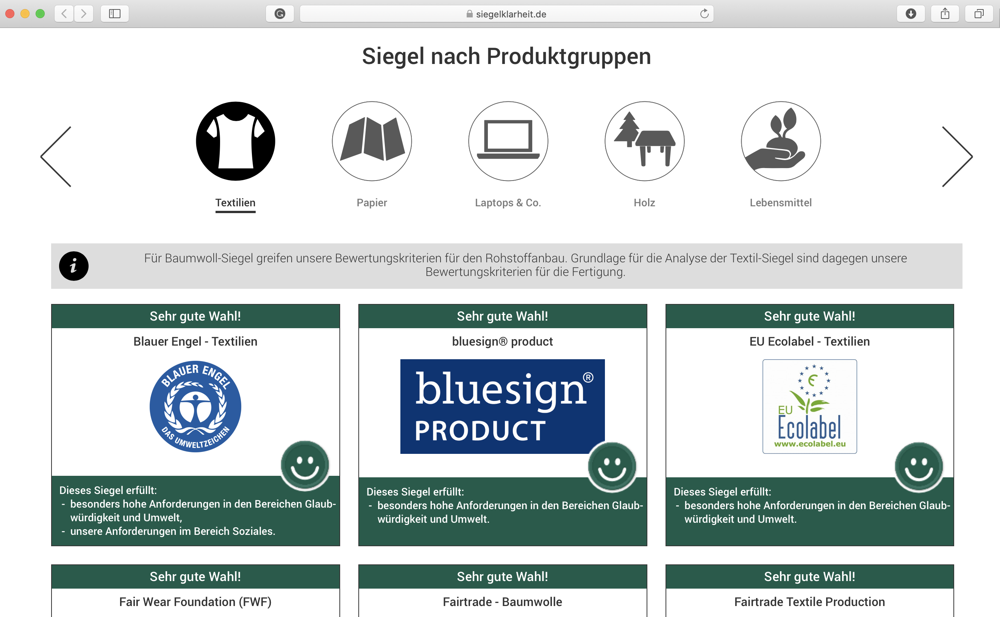 siegelklarheit.de
Siegel nach Produktgruppen
Textilien
Papier
Laptops & Co.
Holz
Lebensmittel
i
Für Baumwoll-Siegel greifen unsere Bewertungskriterien für den Rohstoffanbau. Grundlage für die Analyse der Textil-Siegel sind dagegen unsere
Bewertungskriterien für die Fertigung.
Sehr gute Wahl!
Blauer Engel - Textilien
BLAUER ENGEL
DAS UMWELTZEICHEN
Dieses Siegel erfüllt:
- besonders hohe Anforderungen in den Bereichen Glaub-
würdigkeit und Umwelt,
- unsere Anforderungen im Bereich Soziales.
Sehr gute Wahl!
bluesign® product
bluesign®
PRODUCT
Dieses Siegel erfüllt:
- besonders hohe Anforderungen in den Bereichen Glaub-
würdigkeit und Umwelt.
Sehr gute Wahl!
EU Ecolabel - Textilien
EU
Ecolabel
www.ecolabel.eu
Dieses Siegel erfüllt:
- besonders hohe Anforderungen in den Bereichen Glaub-
würdigkeit und Umwelt.
Sehr gute Wahl!
Fair Wear Foundation (FWF)
Sehr gute Wahl!
Fairtrade - Baumwolle
Sehr gute Wahl!
Fairtrade Textile Production